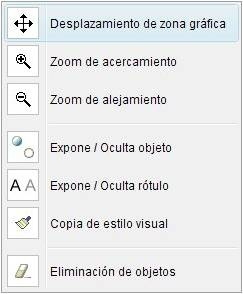 Desplazamiento de zona gráfica
Zoom de acercamiento
Zoom de alejamiento
Expone / Oculta objeto
A A Expone / Oculta rótulo
Copia de estilo visual
Eliminación de objetos